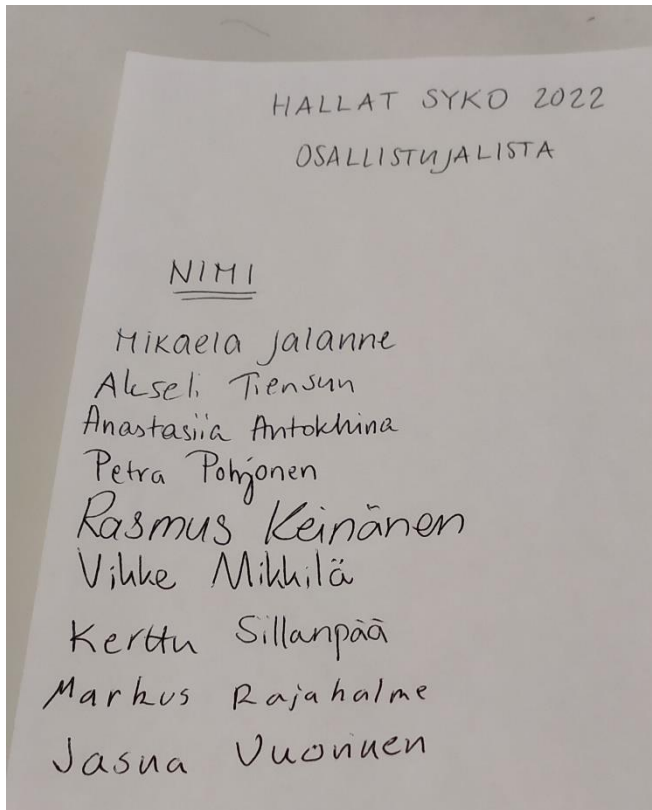 HALLAT SYKO 2022
OSALLISTUJALISTA
NIMI
Mikaela Jalanne
Akseli Tiensuu
Anastasiia Antokhina
Petra Pohjonen
Rasmus Keinänen
Vihke Mikkilä
Kerttu Sillanpää
Markus Rajahalme
Jasna Vuorinen